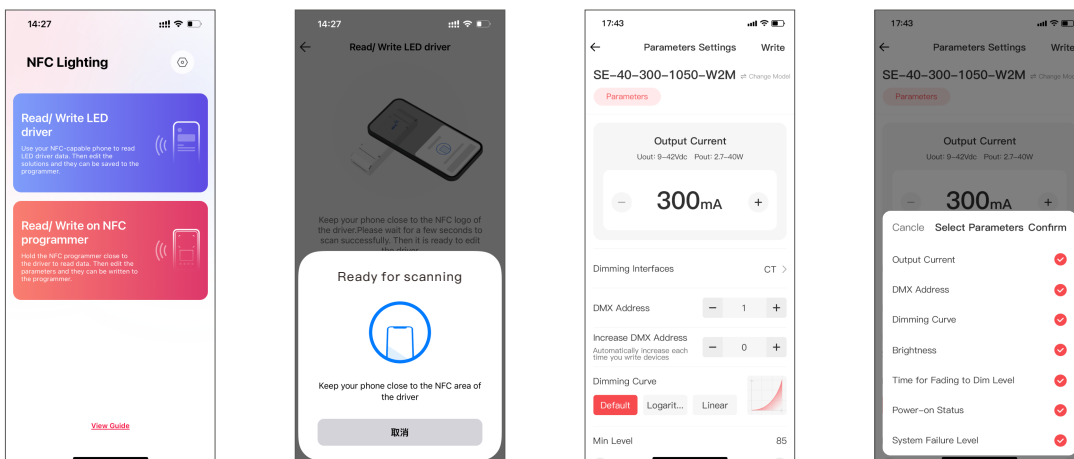 14:27
NFC Lighting
Read/ Write LED
driver
Use your NFC-capable phone to read
LED driver data. Then edit the
solutions and they can be saved to the
programmer.
Read/ Write on NFC
programmer
Hold the NFC programmer close to
the driver to read data. Then edit the
parameters and they can be written to
the programmer.
View Guide
14:27
Read/ Write LED driver
Keep your phone close to the NFC logo of
the driver.Please wait for a few seconds to
scan successfully. Then it is ready to edit
the driver
Ready for scanning
Keep your phone close to the NFC area of
the driver
取消
17:43
Parameters Settings Write
SE-40-300-1050-W2M ⇌ Change Model
Parameters
Output Current
Uout: 9-42Vdc Pout: 2.7-40W
− 300mA +
Dimming Interfaces CT >
DMX Address − 1 +
Increase DMX Address
Automatically increase each
time you write devices
− 0 +
Dimming Curve
Default Logarit... Linear
Min Level 85
17:43
Parameters Settings Write
SE-40-300-1050-W2M ⇌ Change Mod
Parameters
Output Current
Uout: 9-42Vdc Pout: 2.7-40W
− 300mA +
Cancle Select Parameters Confirm
Output Current
DMX Address
Dimming Curve
Brightness
Time for Fading to Dim Level
Power-on Status
System Failure Level